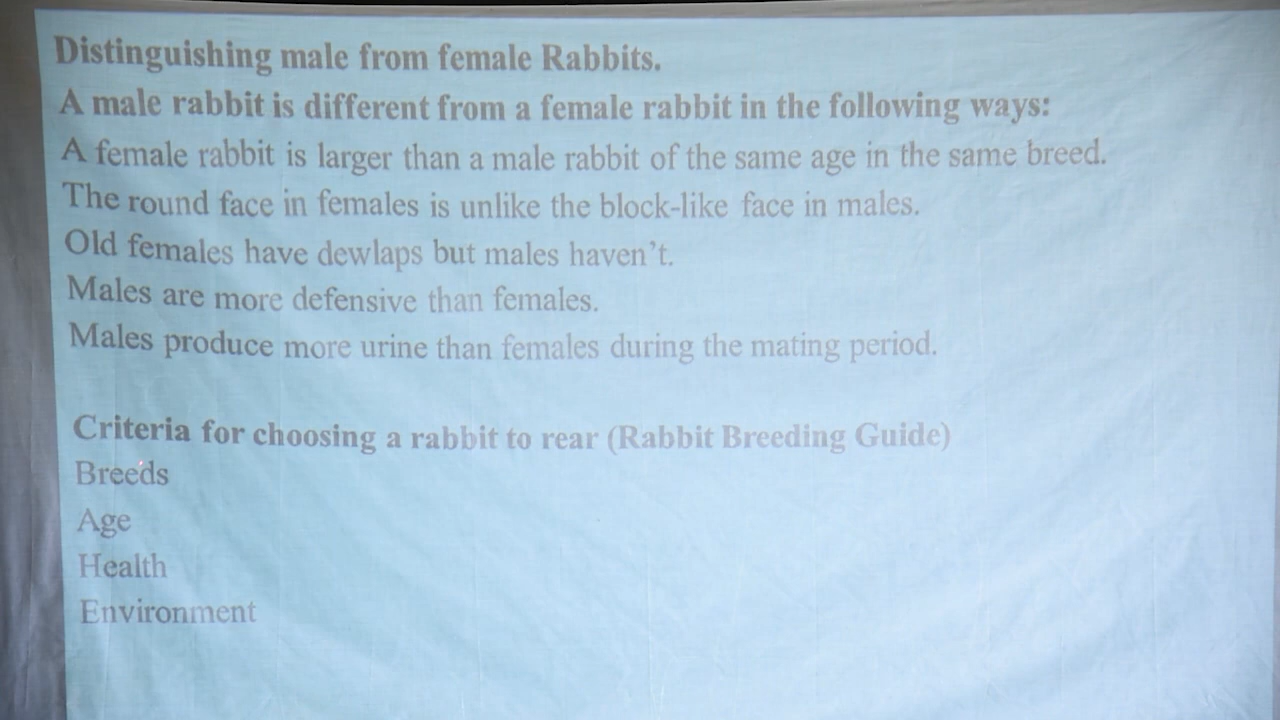 Distinguishing male from female Rabbits.
A male rabbit is different from a female rabbit in the following ways:
A female rabbit is larger than a male rabbit of the same age in the same breed.
The round face in females is unlike the block-like face in males.
Old females have dewlaps but males haven't.
Males are more defensive than females.
Males produce more urine than females during the mating period.
Criteria for choosing a rabbit to rear (Rabbit Breeding Guide)
Breeds
Age
Health
Environment